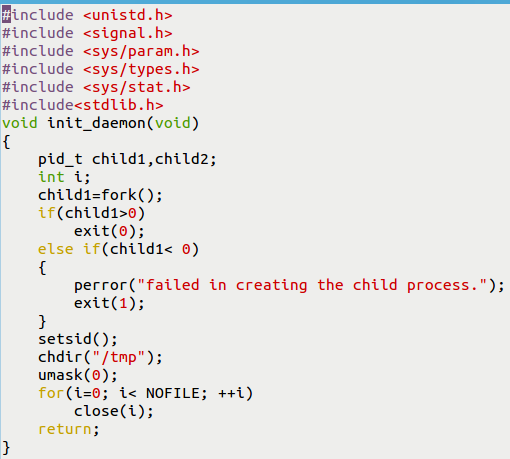 #include <unistd.h>
#include <signal.h>
#include <sys/param.h>
#include <sys/types.h>
#include <sys/stat.h>
#include<stdlib.h>
void init_daemon(void)
{
    pid_t child1,child2;
    int i;
    child1=fork();
    if(child1>0)
        exit(0);
    else if(child1< 0)
    {
        perror("failed in creating the child process.");
        exit(1);
    }
    setsid();
    chdir("/tmp");
    umask(0);
    for(i=0; i< NOFILE; ++i)
        close(i);
    return;
}